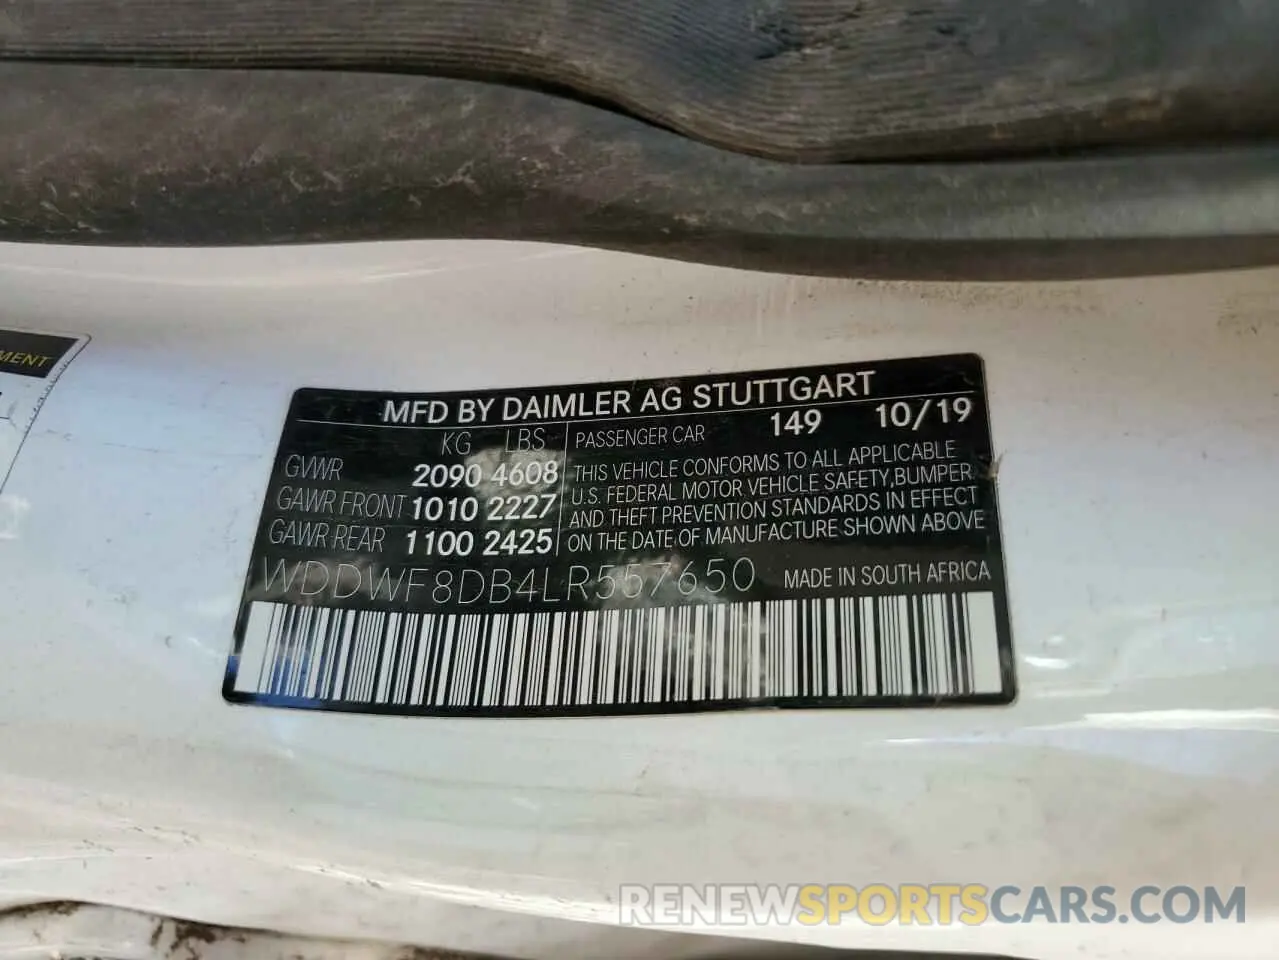 MENT
MFD BY DAIMLER AG STUTTGART
KG LBS PASSENGER CAR 149 10/19
GVWR 2090 4608
GAWR FRONT 1010 2227
GAWR REAR 1100 2425
THIS VEHICLE CONFORMS TO ALL APPLICABLE
U.S. FEDERAL MOTOR VEHICLE SAFETY, BUMPER
AND THEFT PREVENTION STANDARDS IN EFFECT
ON THE DATE OF MANUFACTURE SHOWN ABOVE
WDDWF8DB4LR557650 MADE IN SOUTH AFRICA
RENEWSPORTSCARS.COM